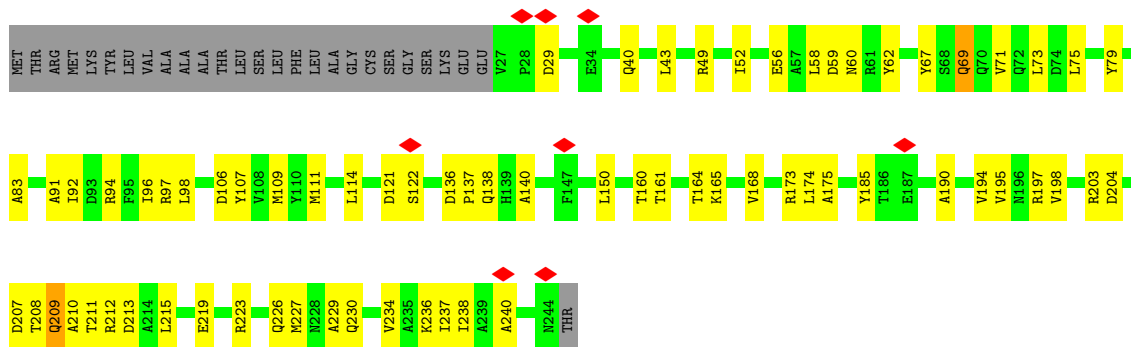 MET THR ARG MET LYS TYR LEU VAL ALA ALA ALA THR LEU SER LEU PHE LEU ALA GLY CYS SER GLY SER LYS GLU GLU V27 P28 D29 E34 Q40 L43 R49 I52 E56 A57 L58 D59 N60 R61 Y62 Y67 S68 Q69 Q70 V71 Q72 L73 D74 L75 Y79
A83 A91 I92 D93 R94 F95 I96 R97 L98 D106 Y107 V108 M109 Y110 M111 L114 D121 S122 D136 P137 Q138 H139 A140 F147 L150 T160 T161 T164 K165 V168 R173 L174 A175 Y185 T186 E187 A190 V194 V195 N196 R197 V198 R203 D204
D207 T208 Q209 A210 T211 R212 D213 A214 L215 E219 R223 Q226 M227 N228 A229 Q230 V234 A235 K236 I237 I238 A239 A240 N244 THR